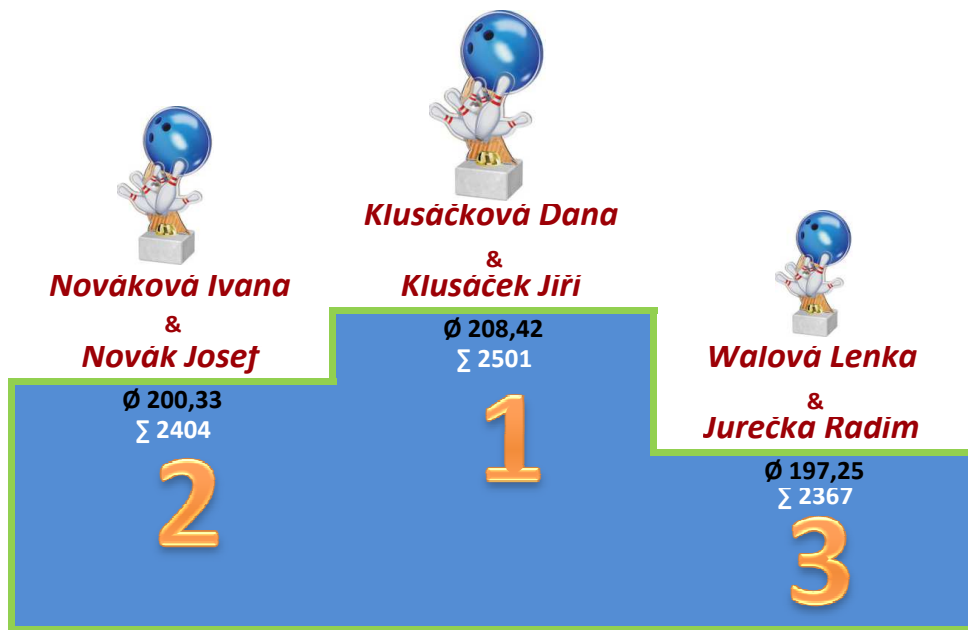 Klusáčková Dana
&
Klusáček Jiří
Ø 208,42
∑ 2501
1
Nováková Ivana
&
Novák Josef
Ø 200,33
∑ 2404
2
Walová Lenka
&
Jurečka Radim
Ø 197,25
∑ 2367
3